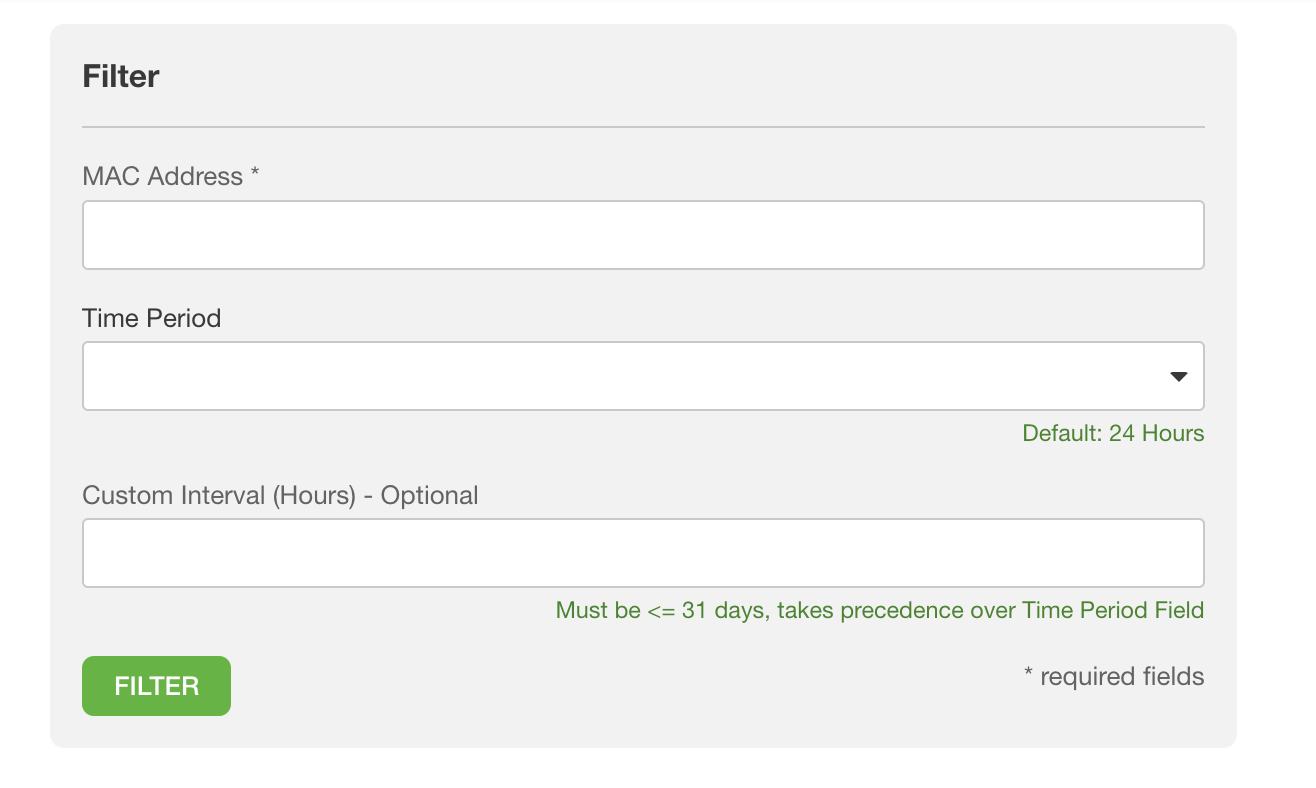 Filter
MAC Address *
Time Period
Default: 24 Hours
Custom Interval (Hours) - Optional
Must be <= 31 days, takes precedence over Time Period Field
FILTER
* required fields